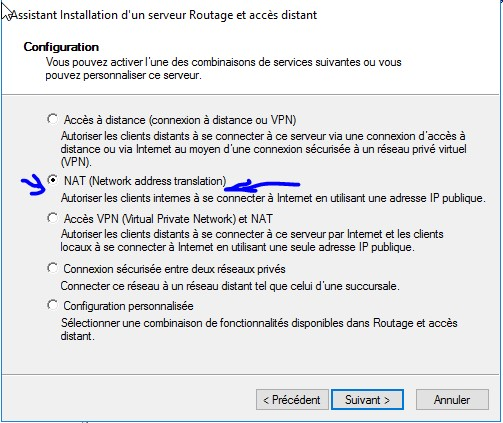 Assistant Installation d'un serveur Routage et accès distant
Configuration
Vous pouvez activer l'une des combinaisons de services suivantes ou vous
pouvez personnaliser ce serveur.
Accès à distance (connexion à distance ou VPN)
Autoriser les clients distants à se connecter à ce serveur via une connexion d'accès à
distance ou via Internet au moyen d'une connexion sécurisée à un réseau privé virtuel
(VPN).
NAT (Network address translation)
Autoriser les clients internes à se connecter à Internet en utilisant une adresse IP publique.
Accès VPN (Virtual Private Network) et NAT
Autoriser les clients distants à se connecter à ce serveur par Internet et les clients
locaux à se connecter à Internet en utilisant une seule adresse IP publique.
Connexion sécurisée entre deux réseaux privés
Connecter ce réseau à un réseau distant tel que celui d'une succursale.
Configuration personnalisée
Sélectionner une combinaison de fonctionnalités disponibles dans Routage et accès
distant.
< Précédent
Suivant >
Annuler